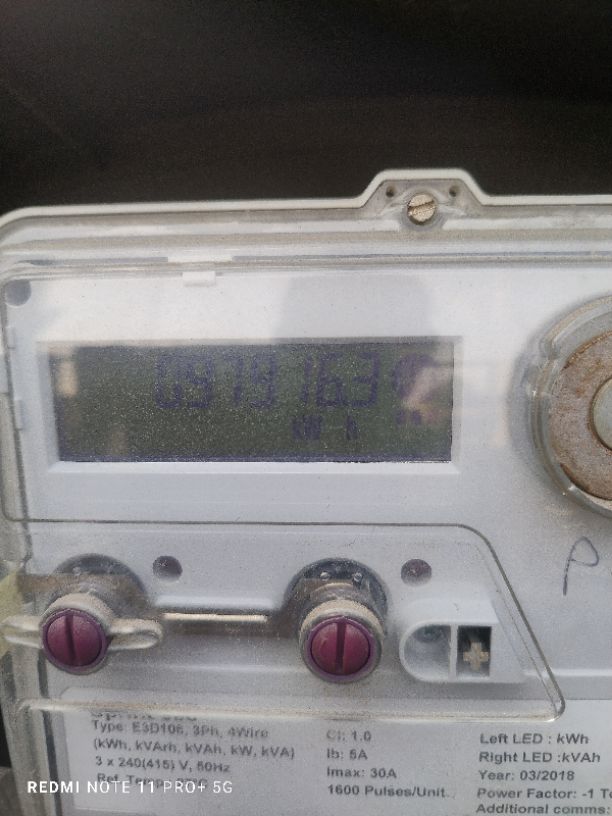 kW h
P
Type: E3D106, 3Ph, 4Wire
(kWh, kVArh, kVAh, kW, kVA)
3 x 240(415) V, 50Hz
Cl: 1.0
Ib: 5A
Imax: 30A
1600 Pulses/Unit
Left LED : kWh
Right LED :kVAh
Year: 03/2018
Power Factor: -1 To
Additional comms:
REDMI NOTE 11 PRO+ 5G